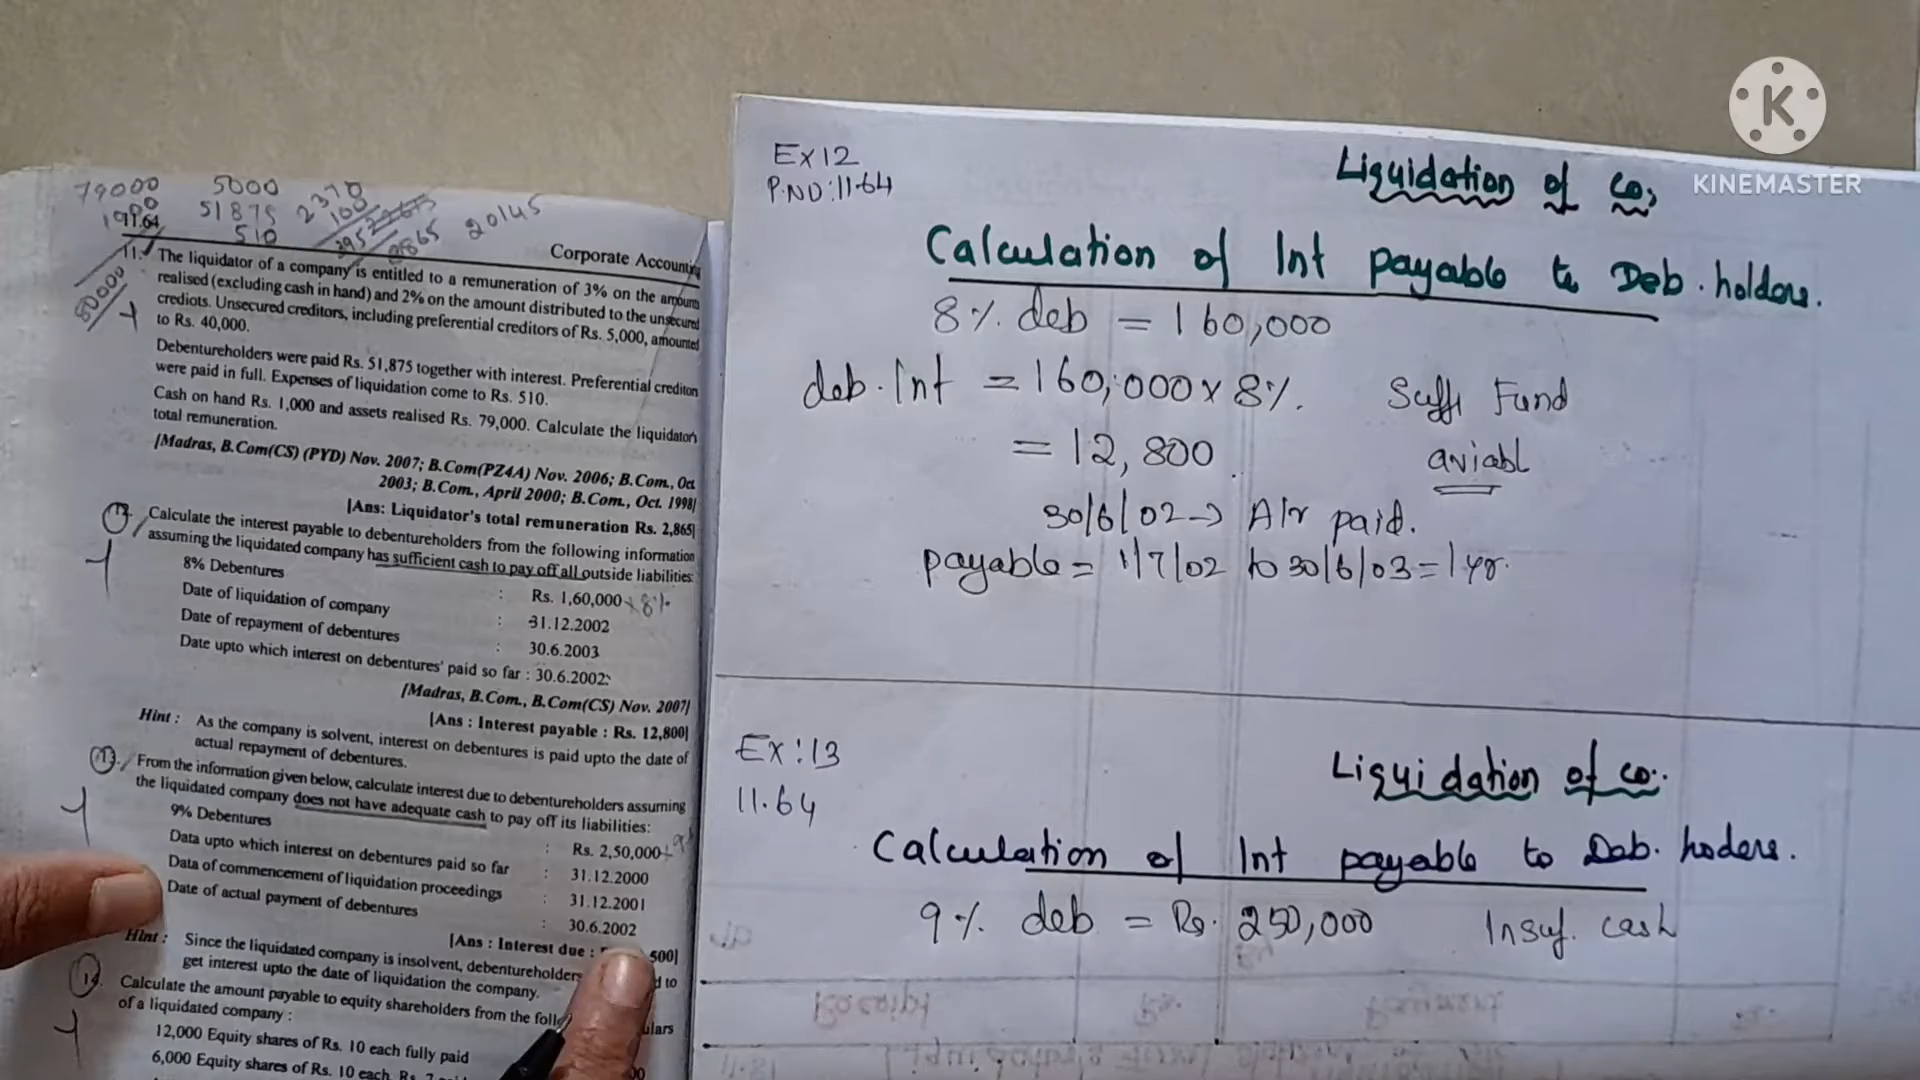 79000
1000
5000
51875
510
2865
20145
80000
11.64
Corporate Accounting
11. The liquidator of a company is entitled to a remuneration of 3% on the amounts
realised (excluding cash in hand) and 2% on the amount distributed to the unsecured
crediots. Unsecured creditors, including preferential creditors of Rs. 5,000, amounted
to Rs. 40,000.
Debentureholders were paid Rs. 51,875 together with interest. Preferential creditors
were paid in full. Expenses of liquidation come to Rs. 510.
Cash on hand Rs. 1,000 and assets realised Rs. 79,000. Calculate the liquidator's
total remuneration.
[Madras, B.Com(CS) (PYD) Nov. 2007; B.Com(PZ4A) Nov. 2006; B.Com., Oct.
2003; B.Com., April 2000; B.Com., Oct. 1998]
[Ans: Liquidator's total remuneration Rs. 2,865]
12. Calculate the interest payable to debentureholders from the following information
assuming the liquidated company has sufficient cash to pay off all outside liabilities:
8% Debentures : Rs. 1,60,000 x 8%
Date of liquidation of company : 31.12.2002
Date of repayment of debentures : 30.6.2003
Date upto which interest on debentures' paid so far : 30.6.2002
[Madras, B.Com., B.Com(CS) Nov. 2007]
[Ans : Interest payable : Rs. 12,800]
Hint : As the company is solvent, interest on debentures is paid upto the date of
actual repayment of debentures.
13. From the information given below, calculate interest due to debentureholders assuming
the liquidated company does not have adequate cash to pay off its liabilities:
9% Debentures : Rs. 2,50,000
Data upto which interest on debentures paid so far : 31.12.2000
Data of commencement of liquidation proceedings : 31.12.2001
Date of actual payment of debentures : 30.6.2002
[Ans : Interest due : 500]
Hint : Since the liquidated company is insolvent, debentureholders to
get interest upto the date of liquidation the company.
14. Calculate the amount payable to equity shareholders from the
of a liquidated company :
12,000 Equity shares of Rs. 10 each fully paid
6,000 Equity shares of Rs. 10 each, Rs. 7
KINEMASTER
Ex 12
P.NO: 11.64
Liquidation of co;
Calculation of Int payable to Deb. holders.
8% deb = 160,000
deb. Int = 160,000 x 8%. Suffi Fund
= 12,800 aviabl
30/6/02 → A/r paid.
payable = 1/7/02 to 30/6/03 = 1 yr.
Ex: 13
11.64
Liquidation of co:.
Calculation of Int payable to Deb. hoders.
9% deb = Rs. 250,000 Insuf. cash